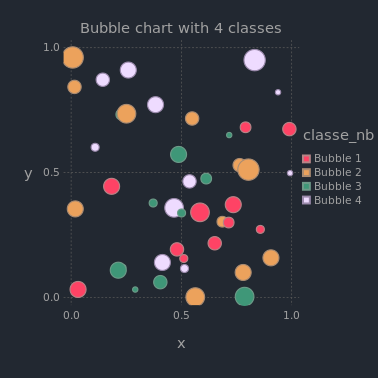 Bubble chart with 4 classes
1.0
0.5
0.0
y
0.0 0.5 1.0
x
classe_nb
Bubble 1
Bubble 2
Bubble 3
Bubble 4